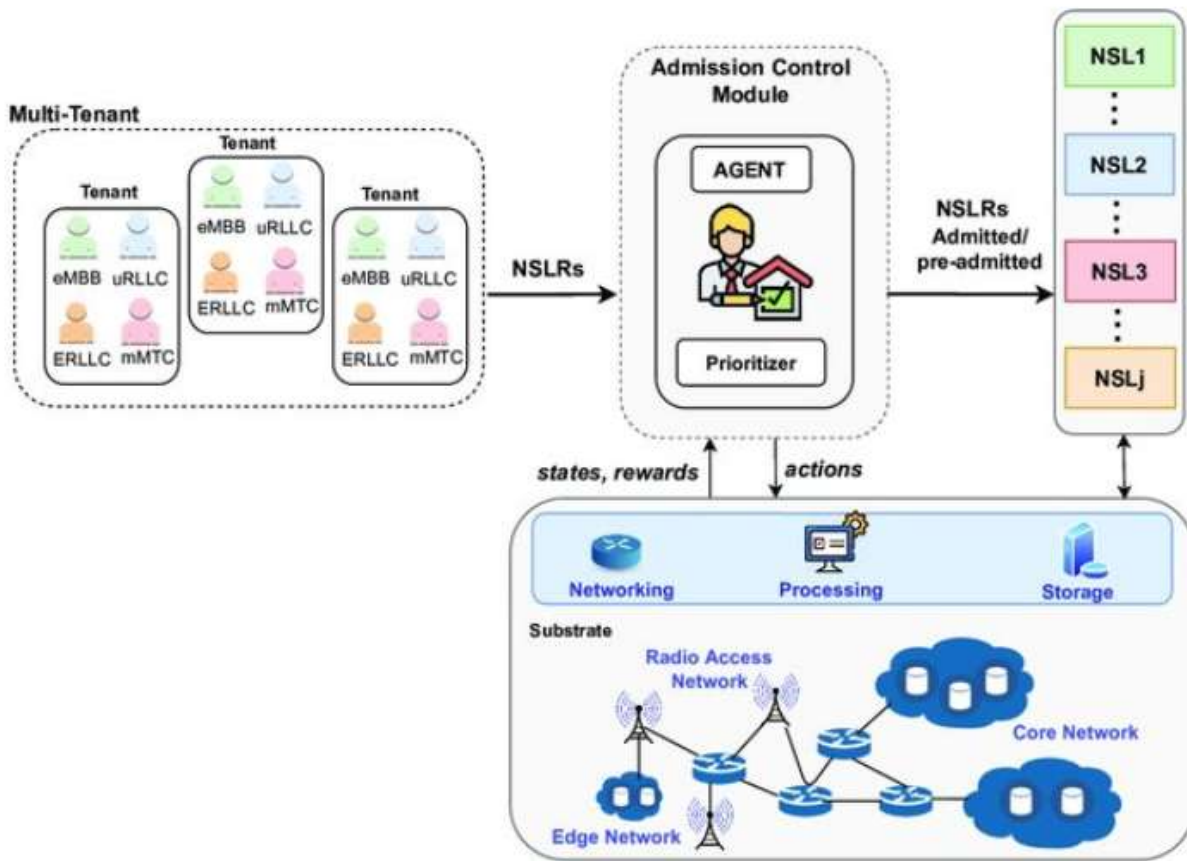 Multi-Tenant
Tenant
eMBB uRLLC
ERLLC mMTC
Tenant
eMBB uRLLC
ERLLC mMTC
Tenant
eMBB uRLLC
ERLLC mMTC
NSLRs
Admission Control
Module
AGENT
Prioritizer
NSLRs
Admitted/
pre-admitted
NSL1
NSL2
NSL3
NSLj
states, rewards
actions
Networking
Processing
Storage
Substrate
Radio Access
Network
Core Network
Edge Network